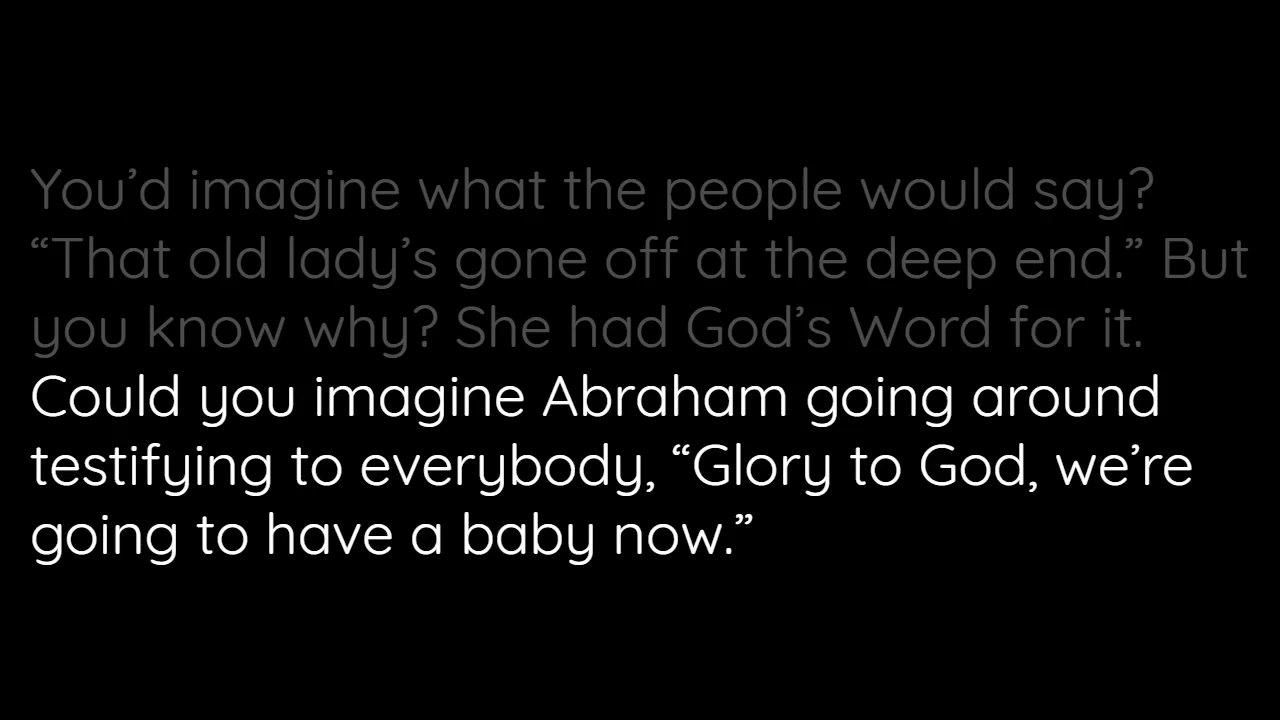 You’d imagine what the people would say?
“That old lady’s gone off at the deep end.” But
you know why? She had God’s Word for it.
Could you imagine Abraham going around
testifying to everybody, “Glory to God, we’re
going to have a baby now.”